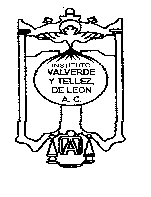 INSTITUTO
VALVERDE
Y TELLEZ,
DE LEON
A. C.